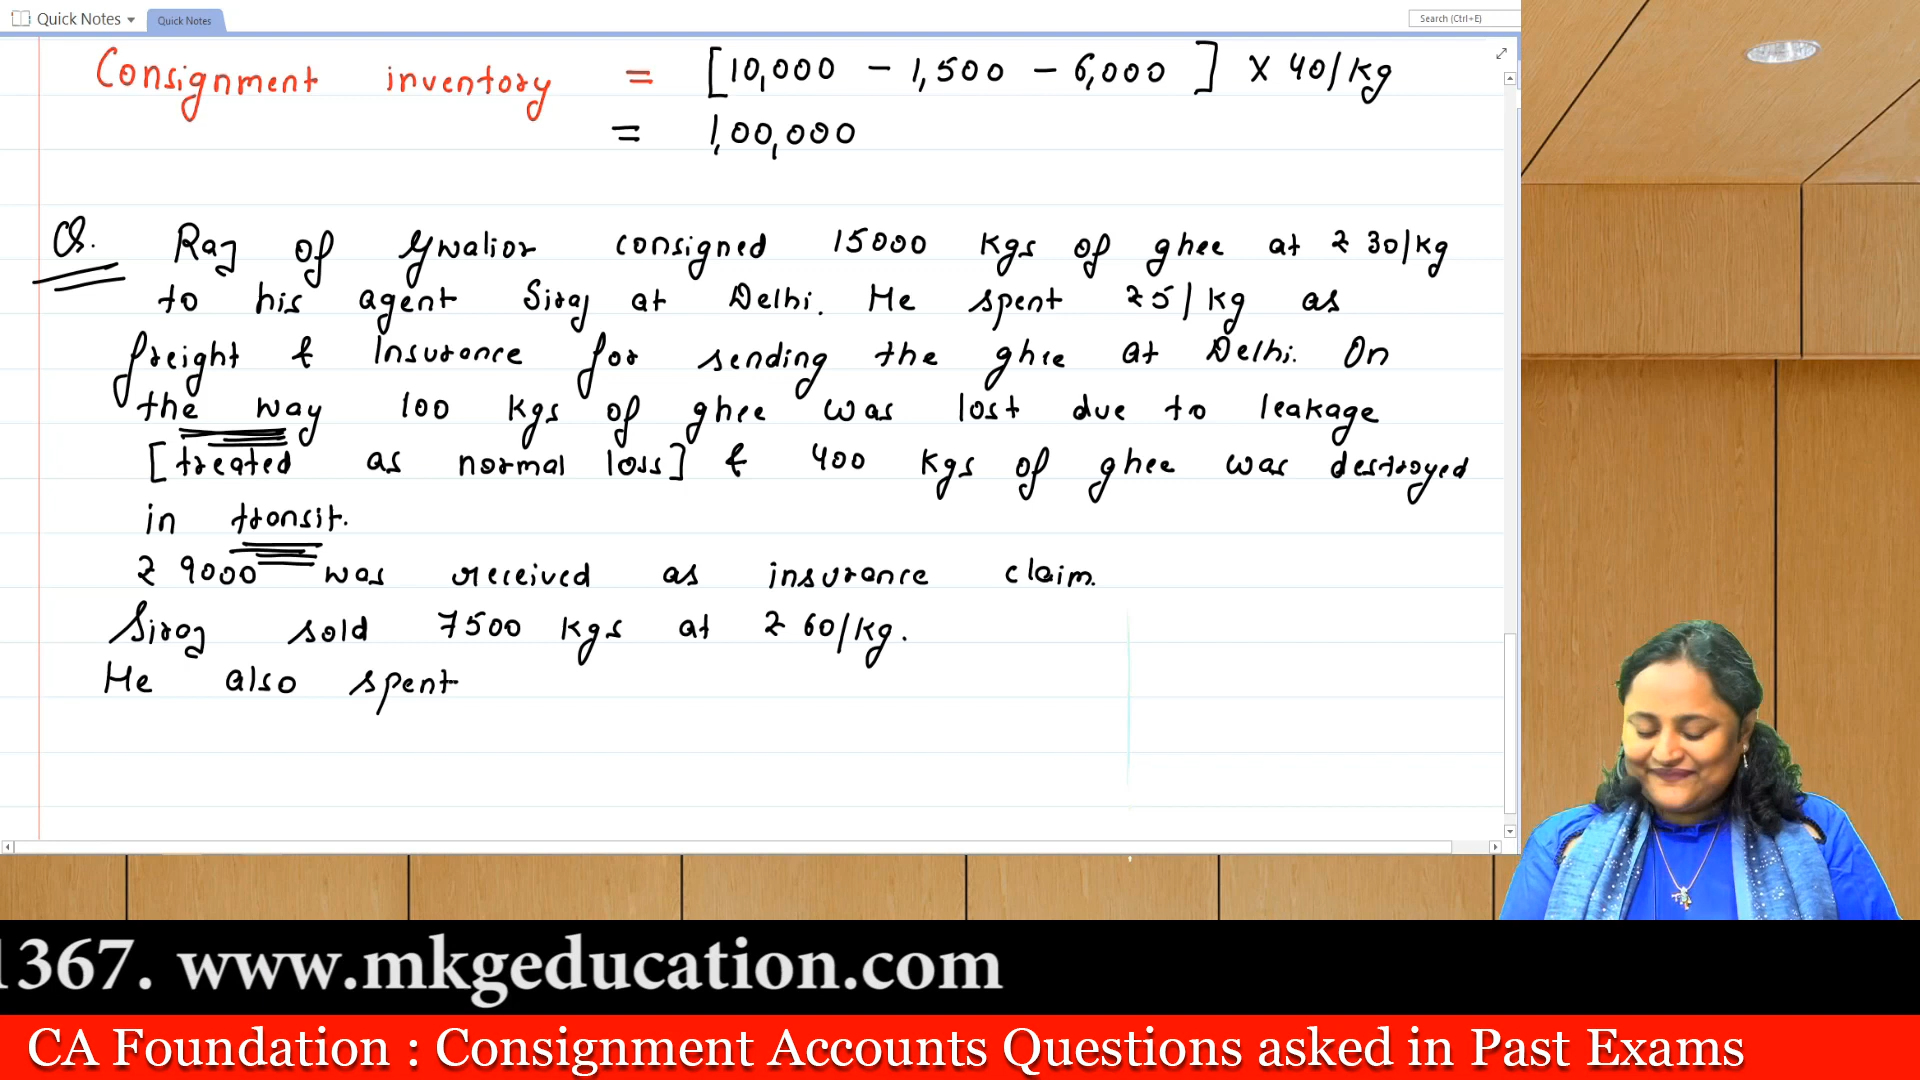 Quick Notes
Quick Notes
Search (Ctrl+E)
Consignment inventory = [10,000 - 1,500 - 6,000] X 40/kg
= 1,00,000
Q. Raj of Gwalior consigned 15000 kgs of ghee at ₹ 30/kg
to his agent Siraj at Delhi. He spent ₹5/kg as
freight & Insurance for sending the ghee at Delhi. On
the way 100 kgs of ghee was lost due to leakage
[treated as normal loss] & 400 kgs of ghee was destroyed
in transit.
₹ 9000 was received as insurance claim.
Siraj sold 7500 kgs at ₹ 60/kg.
He also spent
1367. www.mkgeducation.com
CA Foundation : Consignment Accounts Questions asked in Past Exams